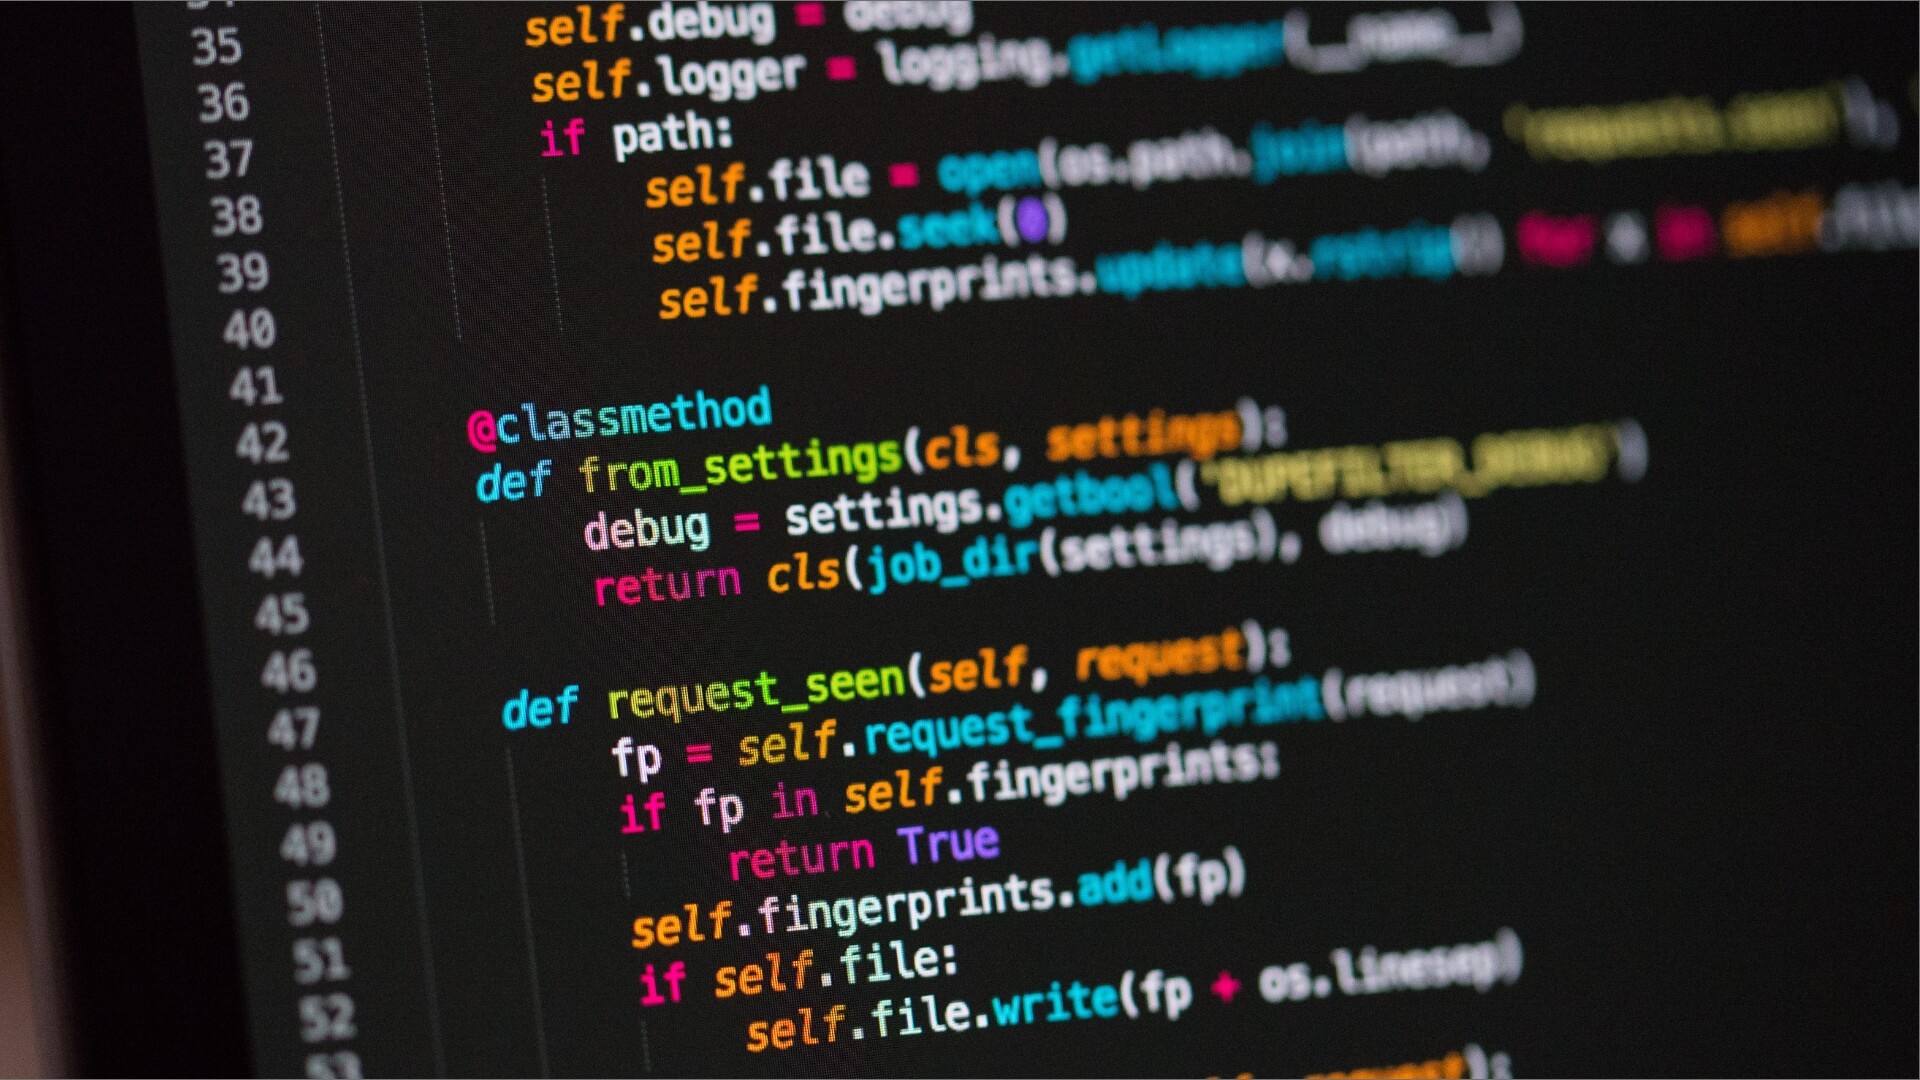 35 self.debug = debug
36 self.logger = logging.getLogger(__name__)
37 if path:
38 self.file = open(os.path.join(path, 'requests.seen'),
39 self.file.seek(0)
40 self.fingerprints.update(x.rstrip() for x in self.file
41
42 @classmethod
43 def from_settings(cls, settings):
44 debug = settings.getbool('DUPEFILTER_DEBUG')
45 return cls(job_dir(settings), debug)
46
47 def request_seen(self, request):
48 fp = self.request_fingerprint(request)
49 if fp in self.fingerprints:
50 return True
51 self.fingerprints.add(fp)
52 if self.file:
53 self.file.write(fp + os.linesep)
request):